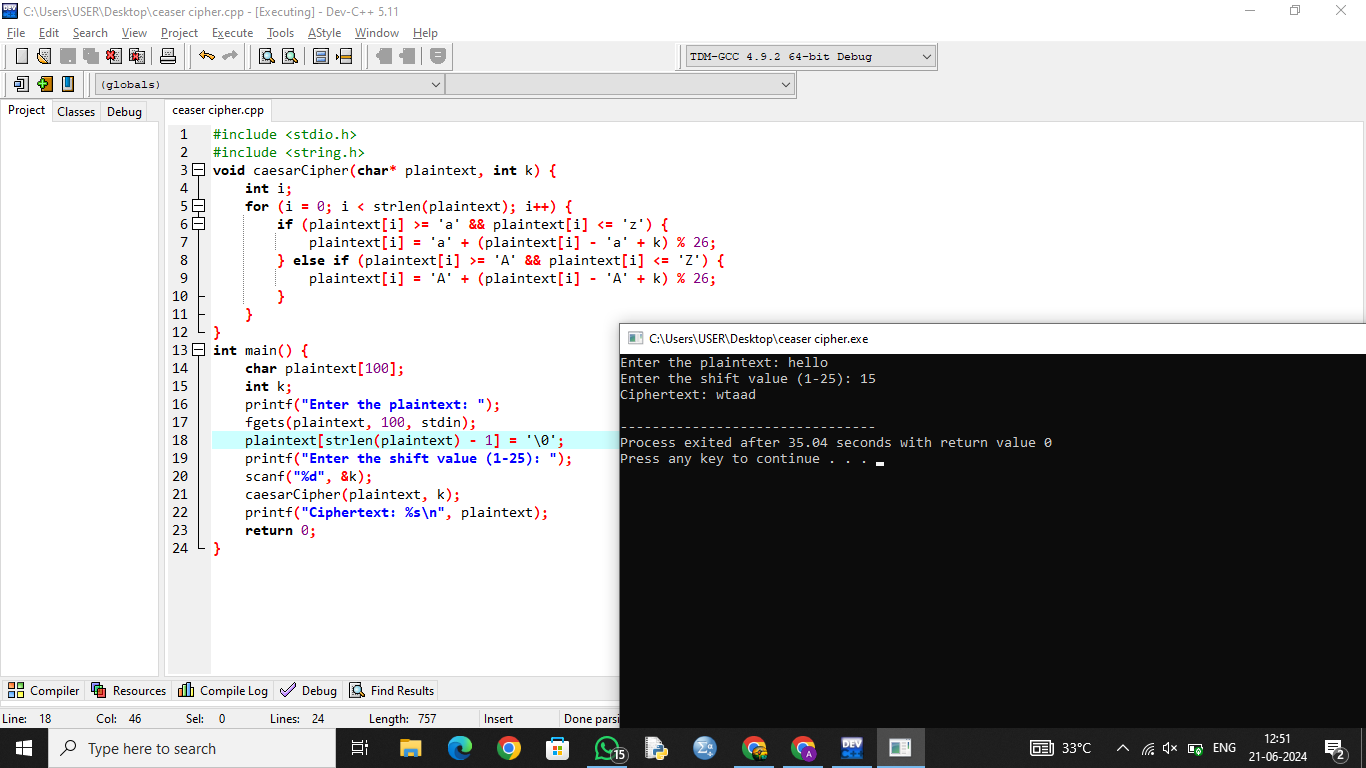 C:\Users\USER\Desktop\ceaser cipher.cpp - [Executing] - Dev-C++ 5.11
File Edit Search View Project Execute Tools AStyle Window Help
TDM-GCC 4.9.2 64-bit Debug
(globals)
Project Classes Debug
ceaser cipher.cpp
1 #include <stdio.h>
2 #include <string.h>
3 void caesarCipher(char* plaintext, int k) {
4 int i;
5 for (i = 0; i < strlen(plaintext); i++) {
6 if (plaintext[i] >= 'a' && plaintext[i] <= 'z') {
7 plaintext[i] = 'a' + (plaintext[i] - 'a' + k) % 26;
8 } else if (plaintext[i] >= 'A' && plaintext[i] <= 'Z') {
9 plaintext[i] = 'A' + (plaintext[i] - 'A' + k) % 26;
10 }
11 }
12 }
13 int main() {
14 char plaintext[100];
15 int k;
16 printf("Enter the plaintext: ");
17 fgets(plaintext, 100, stdin);
18 plaintext[strlen(plaintext) - 1] = '\0';
19 printf("Enter the shift value (1-25): ");
20 scanf("%d", &k);
21 caesarCipher(plaintext, k);
22 printf("Ciphertext: %s\n", plaintext);
23 return 0;
24 }
C:\Users\USER\Desktop\ceaser cipher.exe
Enter the plaintext: hello
Enter the shift value (1-25): 15
Ciphertext: wtaad
--------------------------------
Process exited after 35.04 seconds with return value 0
Press any key to continue . . .
Compiler Resources Compile Log Debug Find Results
Line: 18 Col: 46 Sel: 0 Lines: 24 Length: 757 Insert Done parsi
Type here to search
15
DEV
33°C
ENG
12:51
21-06-2024
2